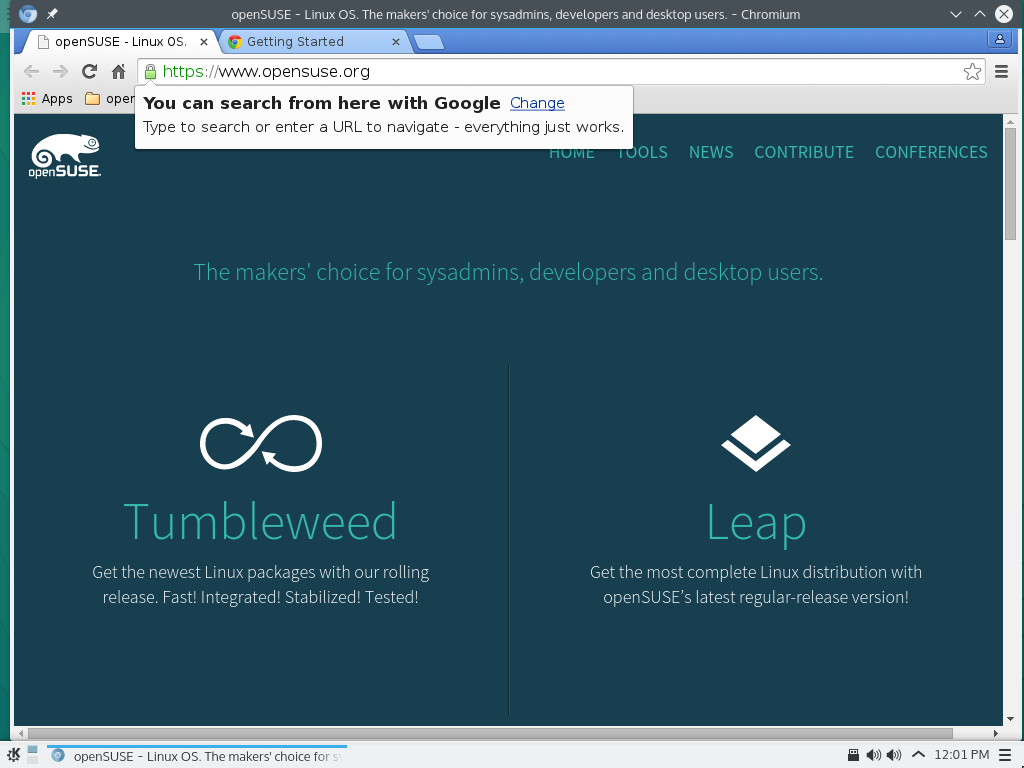 openSUSE - Linux OS. The makers' choice for sysadmins, developers and desktop users. - Chromium
openSUSE - Linux OS.
Getting Started
https://www.opensuse.org
Apps
oper
You can search from here with Google Change
Type to search or enter a URL to navigate - everything just works.
openSUSE.
HOME TOOLS NEWS CONTRIBUTE CONFERENCES
The makers' choice for sysadmins, developers and desktop users.
Tumbleweed
Get the newest Linux packages with our rolling
release. Fast! Integrated! Stabilized! Tested!
Leap
Get the most complete Linux distribution with
openSUSE’s latest regular-release version!
openSUSE - Linux OS. The makers' choice for s
12:01 PM